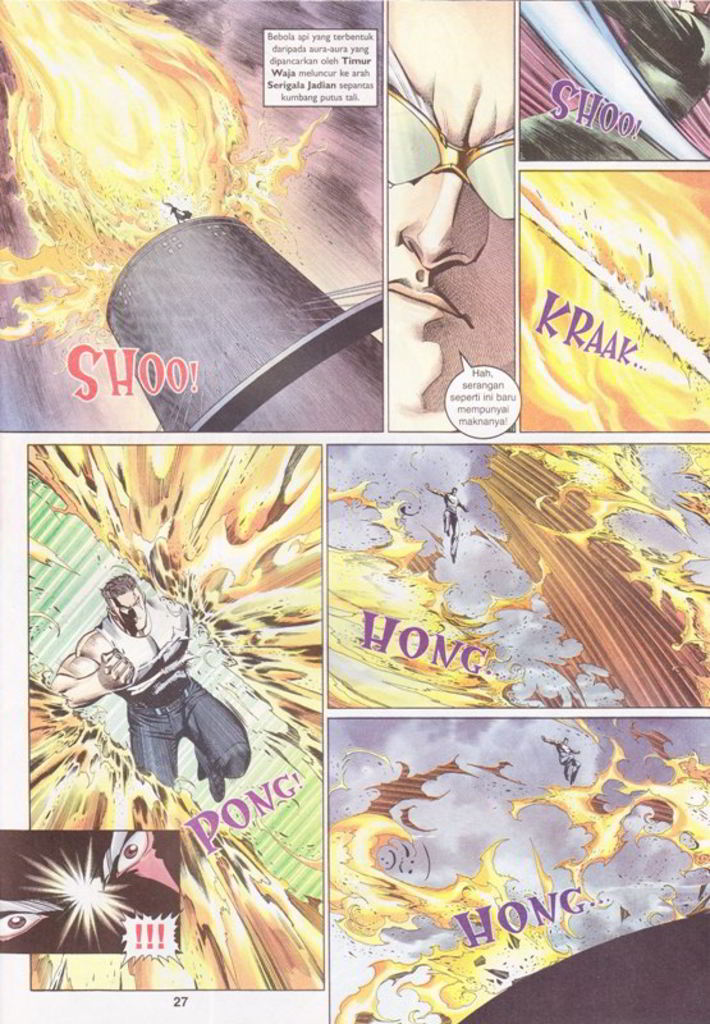 Bebola api yang terbentuk
daripada aura-aura yang
dipancarkan oleh Timur
Waja meluncur ke arah
Serigala Jadian sepantas
kumbang putus tali.
SHOO!
Hah,
serangan
seperti ini baru
mempunyai
maknanya!
SHOO!
KRAAK...
PONG!
!!!
HONG...
HONG...
27